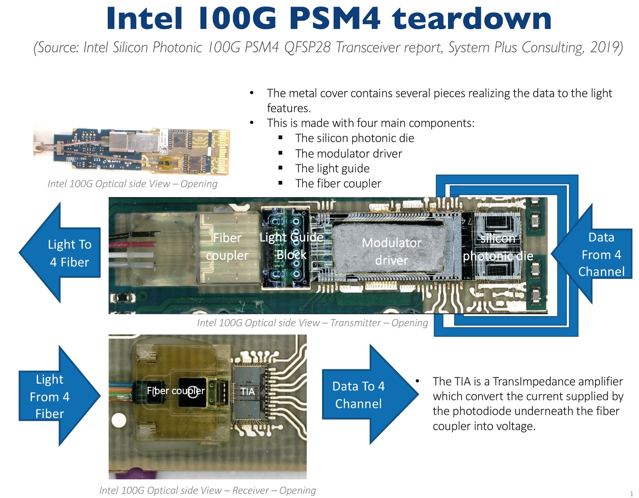 Intel 100G PSM4 teardown
(Source: Intel Silicon Photonic 100G PSM4 QFSP28 Transceiver report, System Plus Consulting, 2019)
• The metal cover contains several pieces realizing the data to the light
features.
• This is made with four main components:
▪ The silicon photonic die
▪ The modulator driver
▪ The light guide
▪ The fiber coupler
Intel 100G Optical side View – Opening
Light To
4 Fiber
Fiber
coupler
Light Guide
Block
Modulator
driver
silicon
photonic die
Data
From 4
Channel
Intel 100G Optical side View – Transmitter – Opening
Light
From 4
Fiber
Fiber coupler
TIA
Data To 4
Channel
• The TIA is a TransImpedance amplifier
which convert the current supplied by
the photodiode underneath the fiber
coupler into voltage.
Intel 100G Optical side View – Receiver – Opening
1